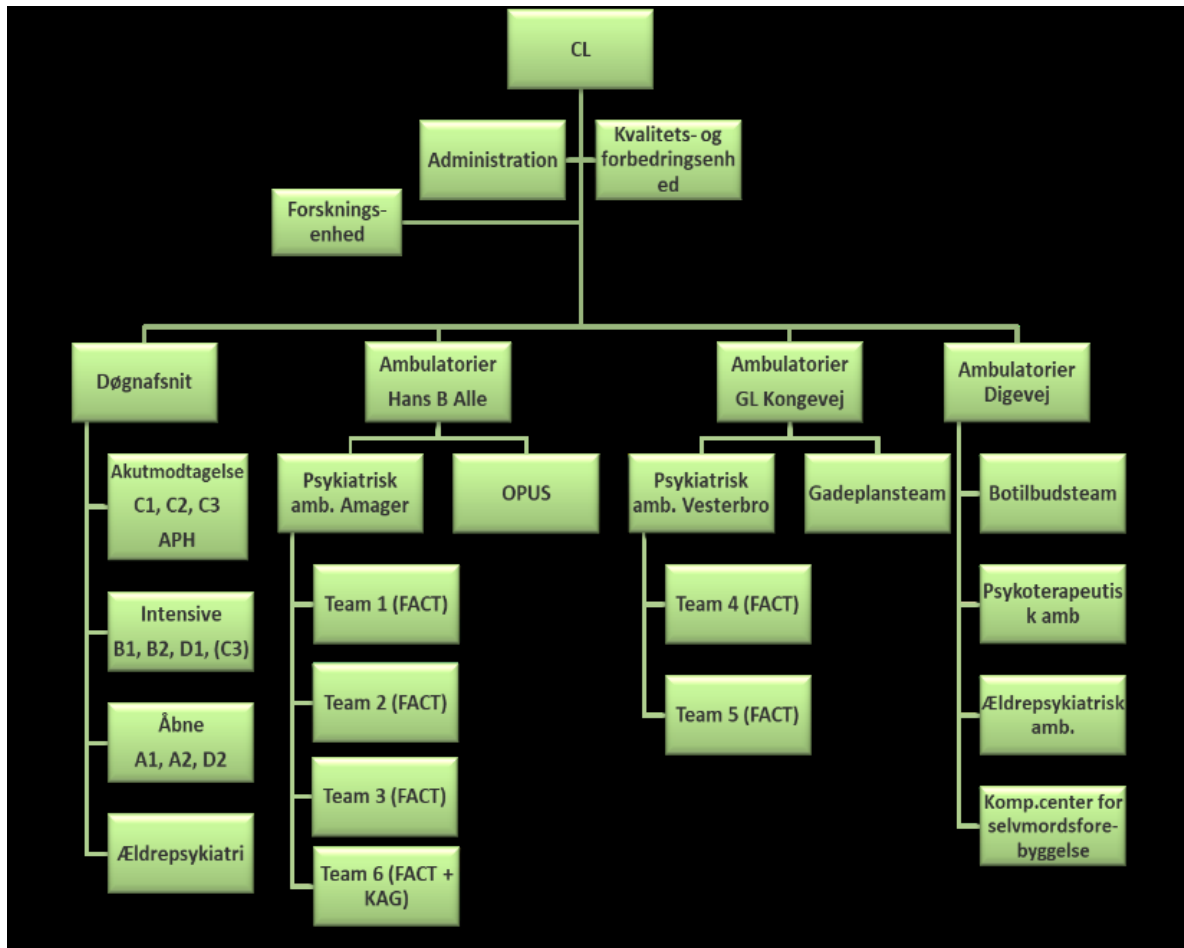 CL
Administration
Kvalitets- og
forbedringsenh
ed
Forsknings-
enhed
Døgnafsnit
Ambulatorier
Hans B Alle
Ambulatorier
GL Kongevej
Ambulatorier
Digevej
Akutmodtagelse
C1, C2, C3
APH
Intensive
B1, B2, D1, (C3)
Åbne
A1, A2, D2
Ældrepsykiatri
Psykiatrisk
amb. Amager
OPUS
Team 1 (FACT)
Team 2 (FACT)
Team 3 (FACT)
Team 6 (FACT +
KAG)
Psykiatrisk
amb. Vesterbro
Gadeplansteam
Team 4 (FACT)
Team 5 (FACT)
Botilbudsteam
Psykoterapeutis
k amb
Ældrepsykiatrisk
amb.
Komp.center for
selvmordsfore-
byggelse